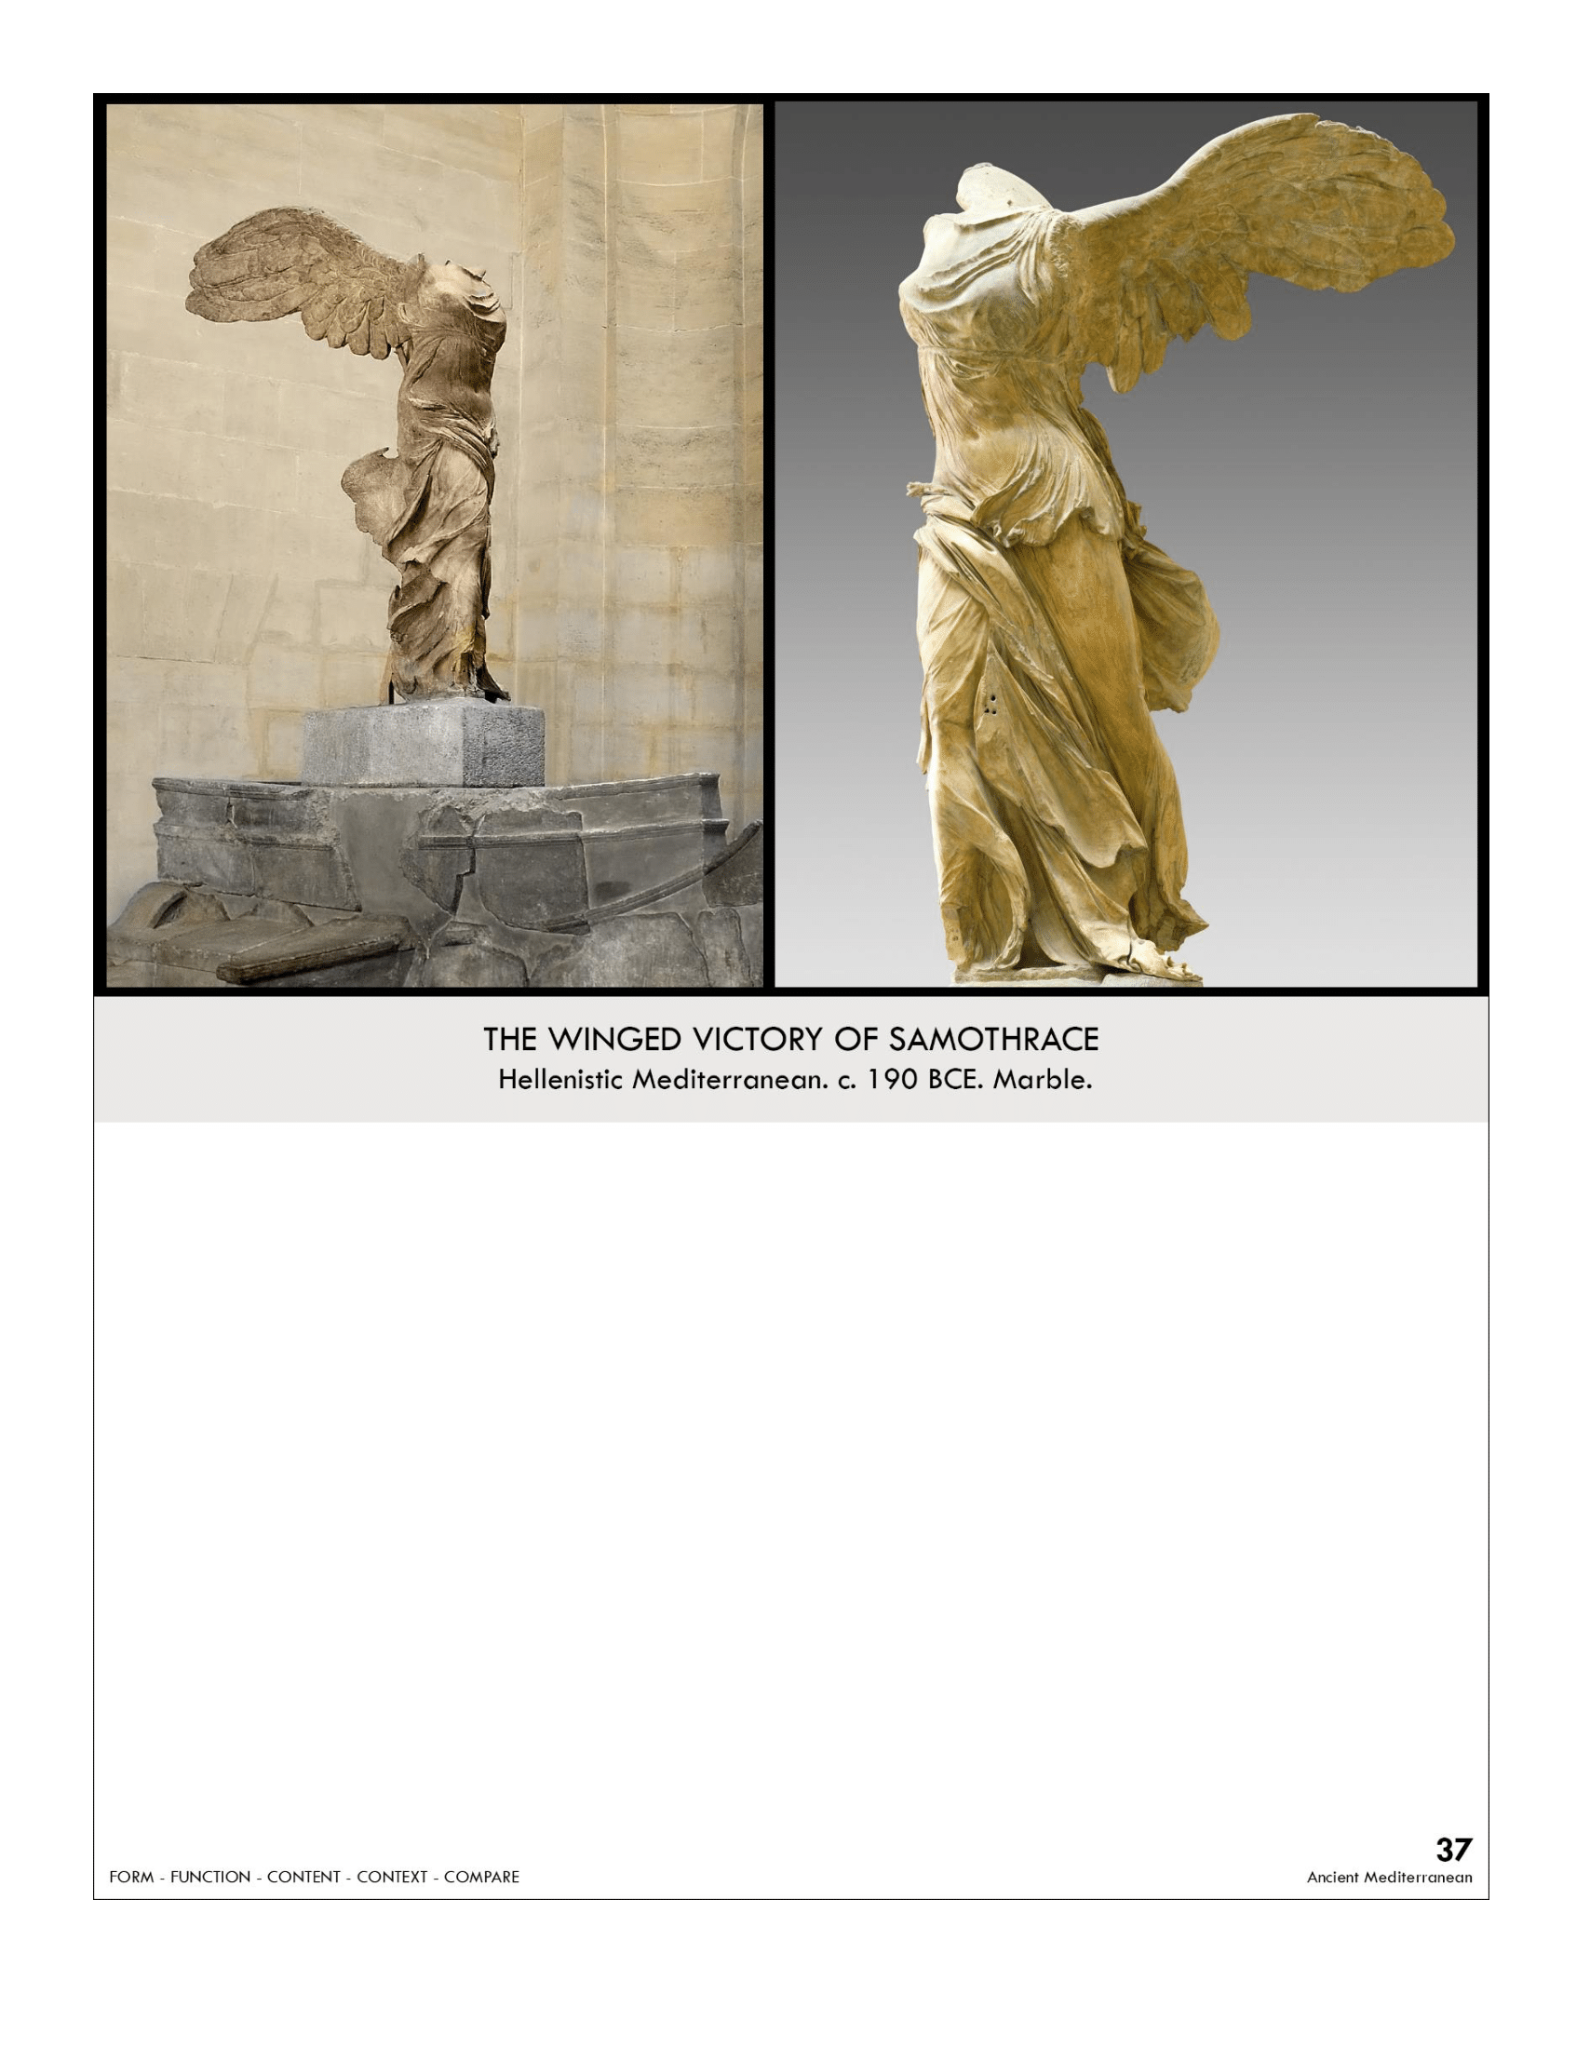 THE WINGED VICTORY OF SAMOTHRACE
Hellenistic Mediterranean. c. 190 BCE. Marble.
37
FORM - FUNCTION - CONTENT - CONTEXT - COMPARE
Ancient Mediterranean